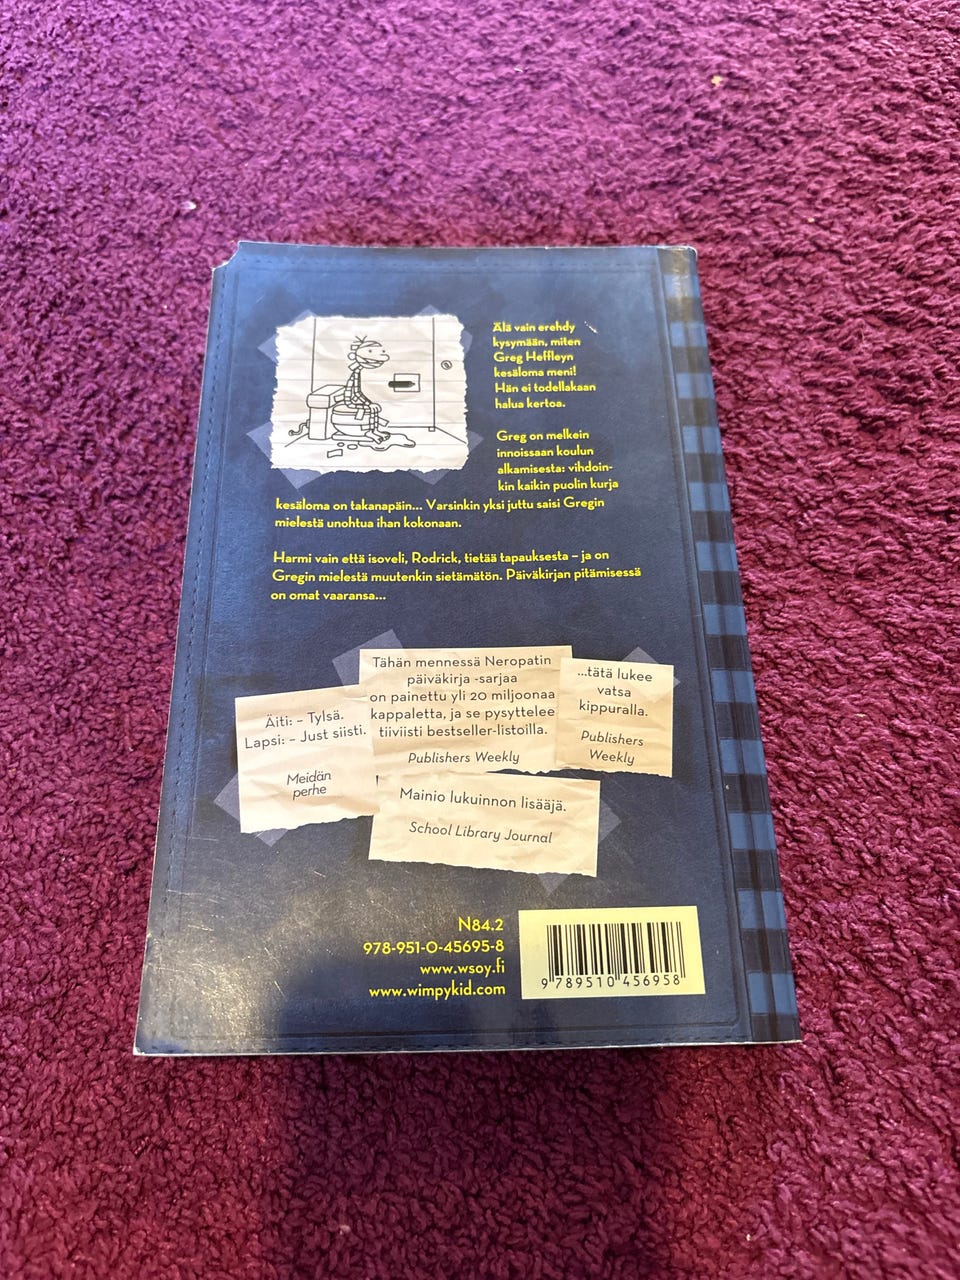 Älä vain erehdy
kysymään, miten
Greg Heffleyn
kesäloma meni!
Hän ei todellakaan
halua kertoa.
Greg on melkein
innoissaan koulun
alkamisesta: vihdoin-
kin kaikin puolin kurja
kesäloma on takanapäin... Varsinkin yksi juttu saisi Gregin
mielestä unohtua ihan kokonaan.
Harmi vain että isoveli, Rodrick, tietää tapauksesta – ja on
Gregin mielestä muutenkin sietämätön. Päiväkirjan pitämisessä
on omat vaaransa...
Äiti: – Tylsä.
Lapsi: – Just siisti.
Meidän
perhe
Tähän mennessä Neropatin
päiväkirja -sarjaa
on painettu yli 20 miljoonaa
kappaletta, ja se pysyttelee
tiiviisti bestseller-listoilla.
Publishers Weekly
...tätä lukee
vatsa
kippuralla.
Publishers
Weekly
Mainio lukuinnon lisääjä.
School Library Journal
N84.2
978-951-0-45695-8
www.wsoy.fi
www.wimpykid.com
9 789510 456958